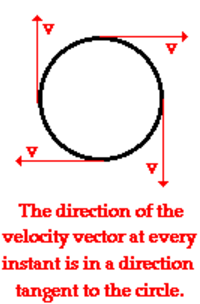 v
v
v
v
The direction of the
velocity vector at every
instant is in a direction
tangent to the circle.